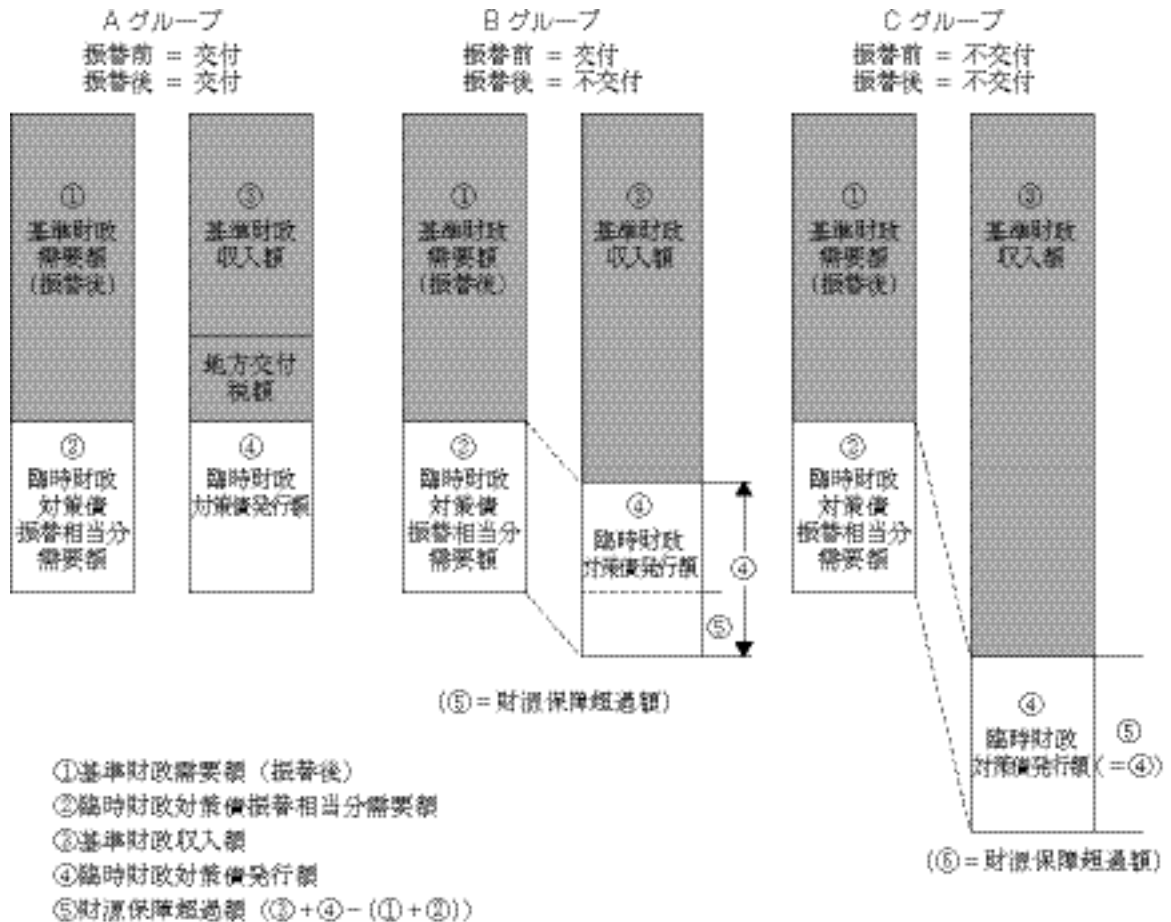 Aグループ
振替前 = 交付
振替後 = 交付
Bグループ
振替前 = 交付
振替後 = 不交付
Cグループ
振替前 = 不交付
振替後 = 不交付
①
基準財政
需要額
(振替後)
③
基準財政
収入額
地方交付
税額
②
臨時財政
対策債
振替相当分
需要額
④
臨時財政
対策債発行額
①
基準財政
需要額
(振替後)
③
基準財政
収入額
②
臨時財政
対策債
振替相当分
需要額
④
臨時財政
対策債発行額
④
⑤
(⑤=財源保障超過額)
①
基準財政
需要額
(振替後)
③
基準財政
収入額
②
臨時財政
対策債
振替相当分
需要額
④
臨時財政
対策債発行額
⑤
(=④)
(⑤=財源保障超過額)
①基準財政需要額(振替後)
②臨時財政対策債振替相当分需要額
③基準財政収入額
④臨時財政対策債発行額
⑤財源保障超過額 (③+④-(①+②))